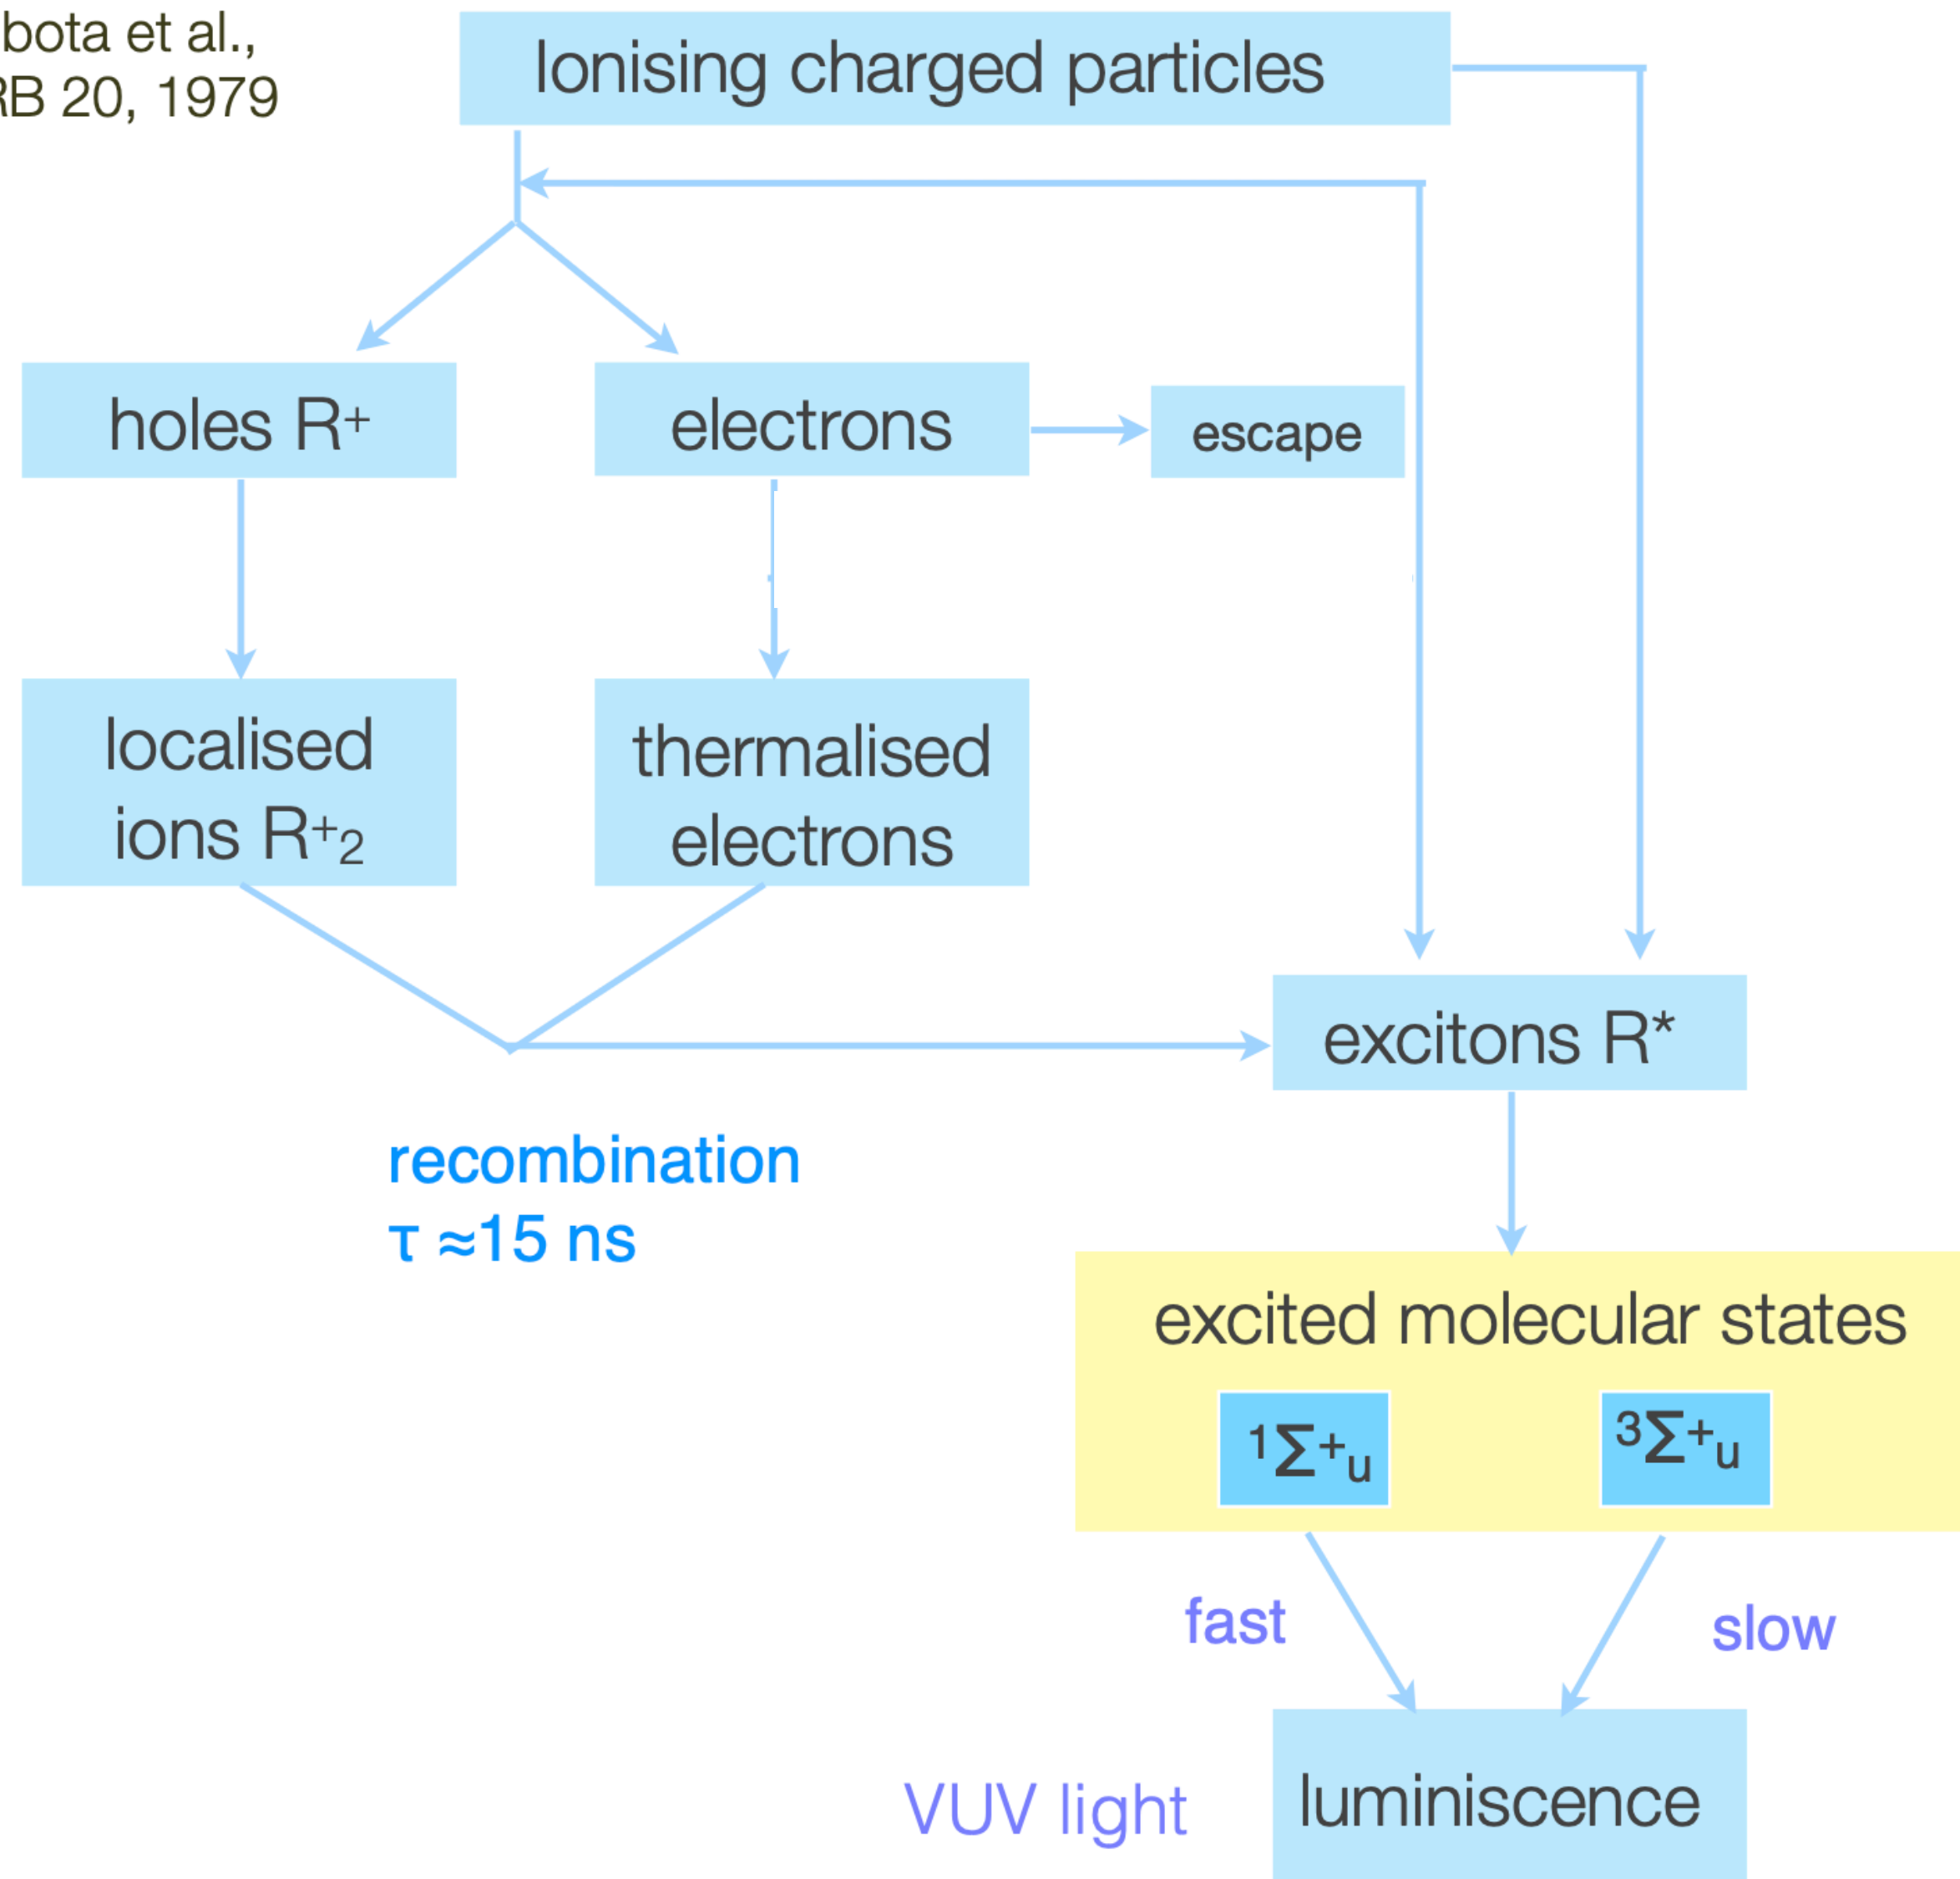 bota et al.,
RB 20, 1979
Ionising charged particles
holes R⁺
electrons
escape
localised
ions R⁺₂
thermalised
electrons
excitons R*
recombination
τ ≈15 ns
excited molecular states
¹Σ⁺ᵤ
³Σ⁺ᵤ
fast
slow
VUV light
luminiscence